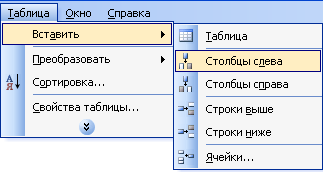 Таблица Окно Справка
Вставить
Преобразовать
Сортировка...
Свойства таблицы...
Таблица
Столбцы слева
Столбцы справа
Строки выше
Строки ниже
Ячейки...
А
Я